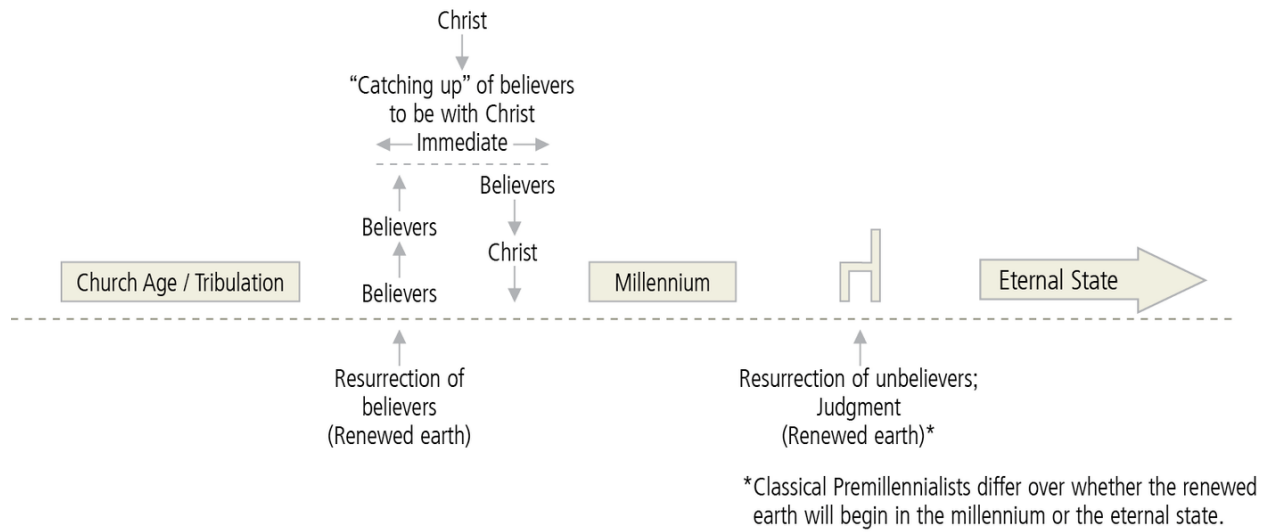 Christ
“Catching up” of believers
to be with Christ
Immediate
Believers
Believers
Believers
Christ
Church Age / Tribulation
Millennium
Eternal State
Resurrection of
believers
(Renewed earth)
Resurrection of unbelievers;
Judgment
(Renewed earth)*
*Classical Premillennialists differ over whether the renewed
earth will begin in the millennium or the eternal state.